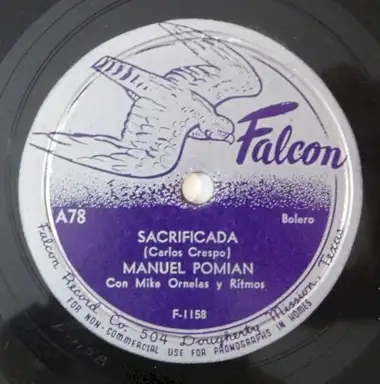 Falcon
A78
Bolero
SACRIFICADA
(Carlos Crespo)
MANUEL POMIAN
Con Mike Ornelas y Ritmos
F-1158
Falcon Record Co. 504 Dougherty Mission, Texas
FOR NON-COMMERCIAL USE FOR PHONOGRAPHS IN HOMES